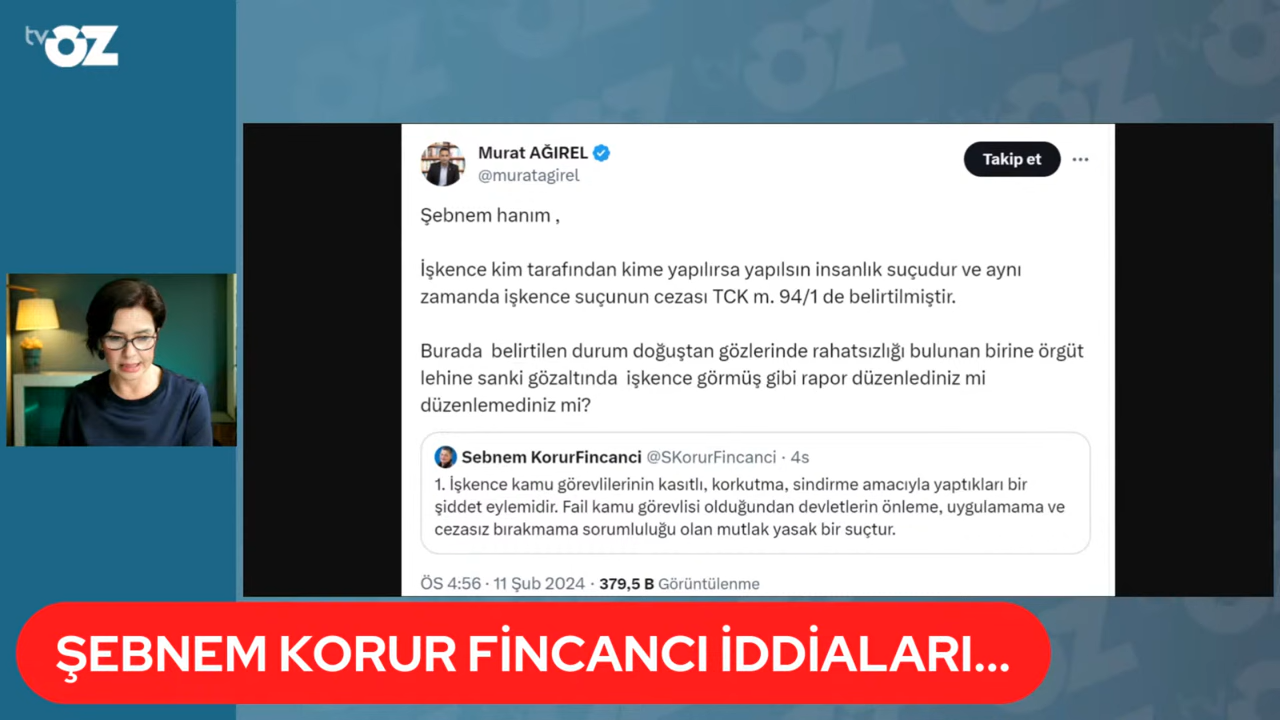 tv ÖZ
Murat AĞIREL
@muratagirel
Takip et
Şebnem hanım ,
İşkence kim tarafından kime yapılırsa yapılsın insanlık suçudur ve aynı
zamanda işkence suçunun cezası TCK m. 94/1 de belirtilmiştir.
Burada belirtilen durum doğuştan gözlerinde rahatsızlığı bulunan birine örgüt
lehine sanki gözaltında işkence görmüş gibi rapor düzenlediniz mi
düzenlemediniz mi?
Sebnem KorurFincanci @SKorurFincanci · 4s
1. İşkence kamu görevlilerinin kasıtlı, korkutma, sindirme amacıyla yaptıkları bir
şiddet eylemidir. Fail kamu görevlisi olduğundan devletlerin önleme, uygulamama ve
cezasız bırakmama sorumluluğu olan mutlak yasak bir suçtur.
ÖS 4:56 · 11 Şub 2024 · 379,5 B Görüntülenme
ŞEBNEM KORUR FİNCANCI İDDİALARI...